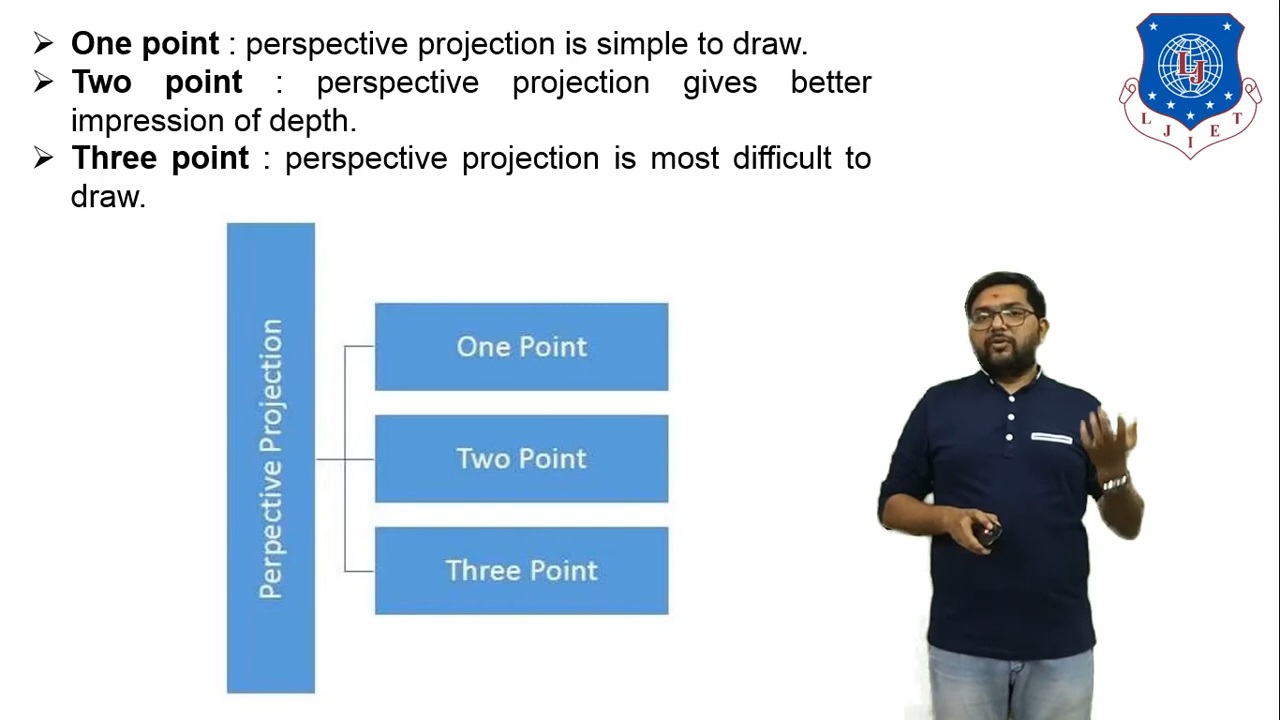 One point : perspective projection is simple to draw.
Two point : perspective projection gives better
impression of depth.
Three point : perspective projection is most difficult to
draw.
LJ
L J I E T
Perpective Projection
One Point
Two Point
Three Point